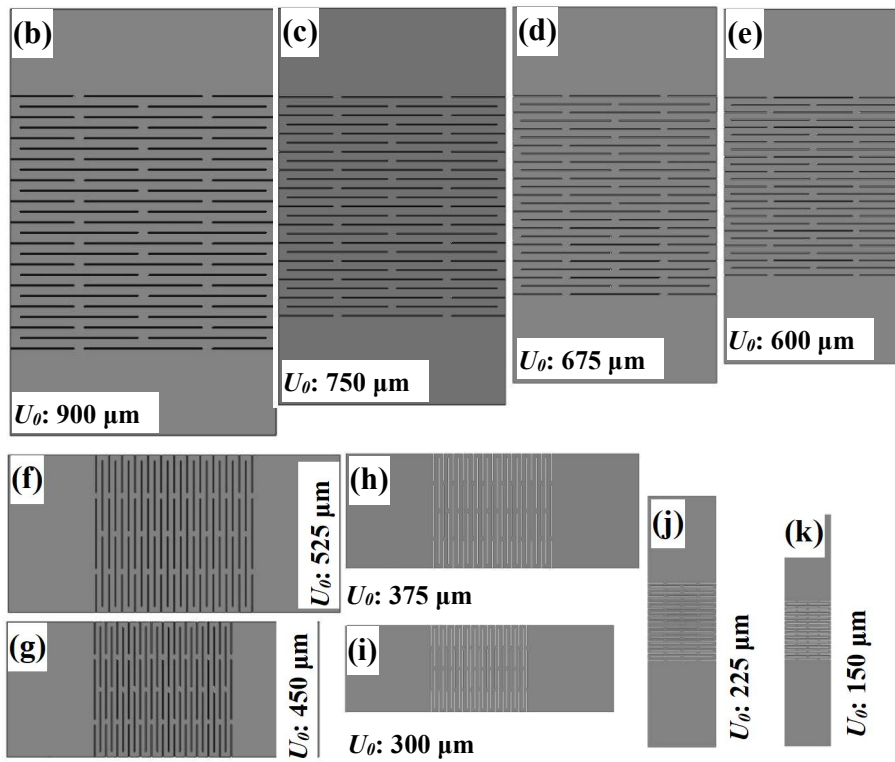 (b)
(c)
(d)
(e)
U₀: 900 μm
U₀: 750 μm
U₀: 675 μm
U₀: 600 μm
(f)
U₀: 525 μm
(g)
U₀: 450 μm
(h)
U₀: 375 μm
(i)
U₀: 300 μm
(j)
U₀: 225 μm
(k)
U₀: 150 μm